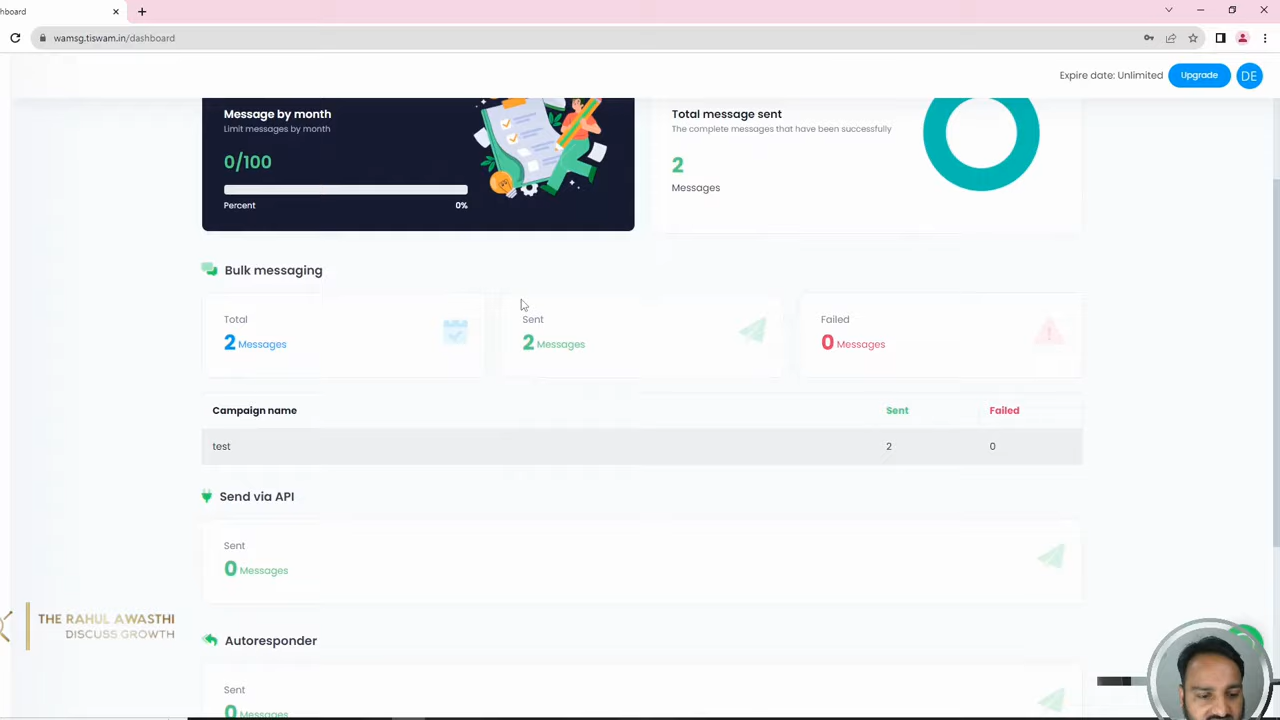 hboard
wamsg.tiswam.in/dashboard
Expire date: Unlimited
Upgrade
DE
Message by month
Limit messages by month
0/100
Percent 0%
Total message sent
The complete messages that have been successfully
2
Messages
Bulk messaging
Total
2 Messages
Sent
2 Messages
Failed
0 Messages
Campaign name Sent Failed
test 2 0
Send via API
Sent
0 Messages
THE RAHUL AWASTHI
DISCUSS GROWTH
Autoresponder
Sent
0 Messages